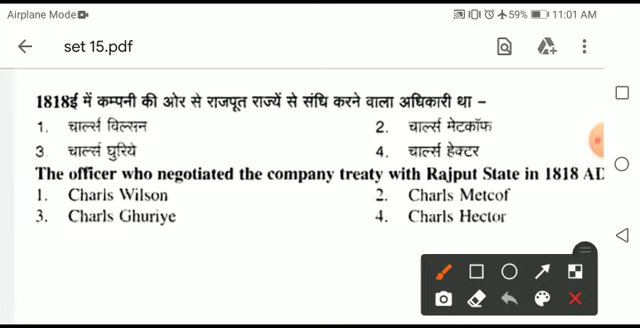 Airplane Mode 59% 11:01 AM
set 15.pdf
1818ई में कम्पनी की ओर से राजपूत राज्यें से संधि करने वाला अधिकारी था –
1. चार्ल्स विल्सन 2. चार्ल्स मेटकॉफ
3. चार्ल्स घुरिये 4. चार्ल्स हेक्टर
The officer who negotiated the company treaty with Rajput State in 1818 AD
1. Charls Wilson 2. Charls Metcof
3. Charls Ghuriye 4. Charls Hector